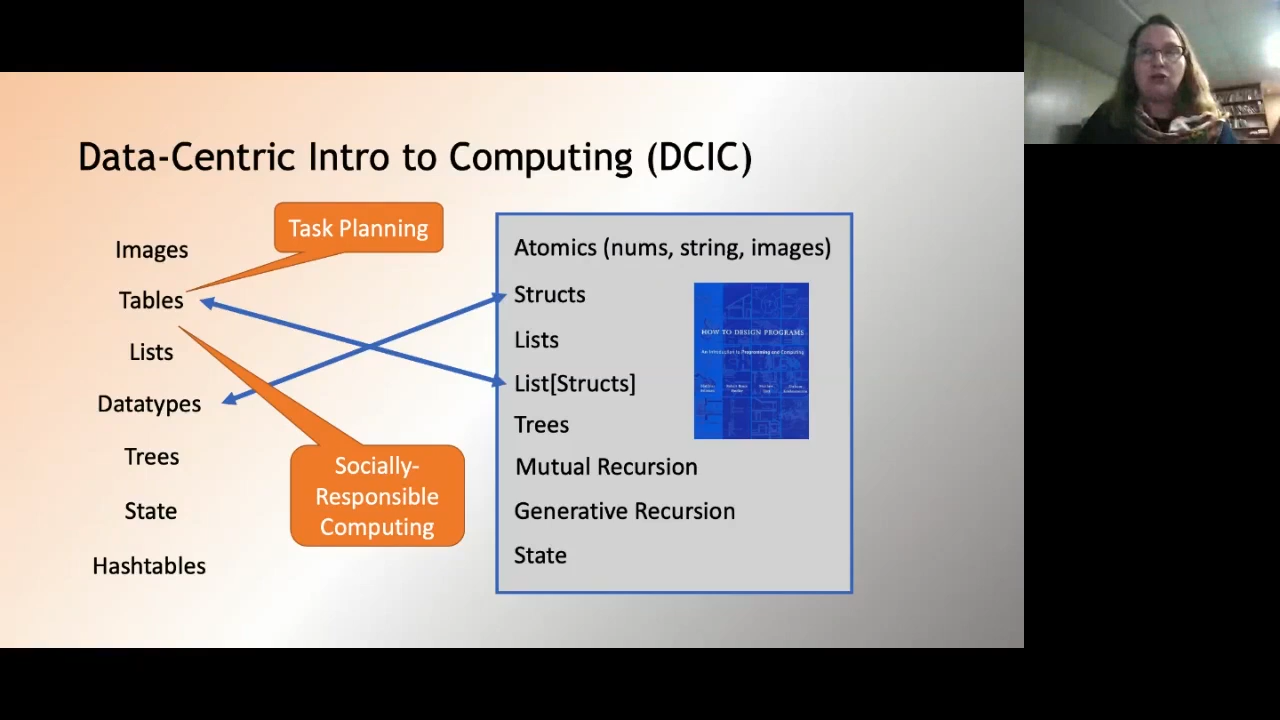 Data-Centric Intro to Computing (DCIC)
Task Planning
Images
Tables
Lists
Datatypes
Trees
State
Hashtables
Socially-
Responsible
Computing
Atomics (nums, string, images)
Structs
Lists
List[Structs]
Trees
Mutual Recursion
Generative Recursion
State
HOW TO DESIGN PROGRAMS
An Introduction to Programming and Computing